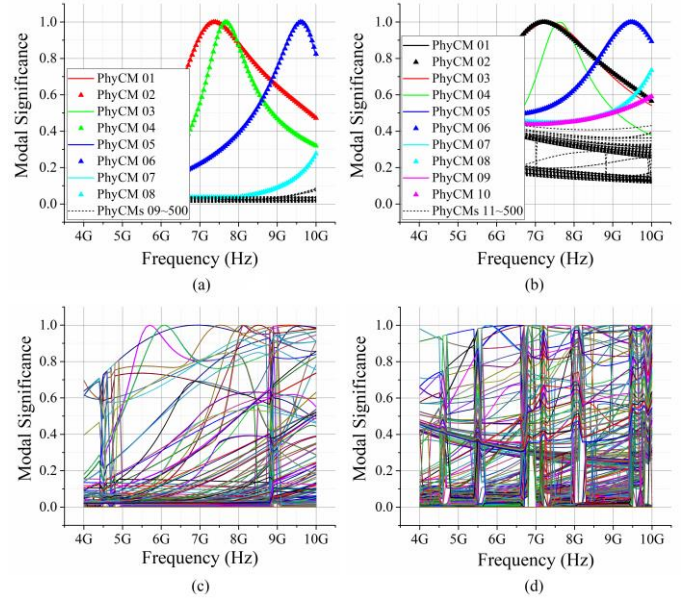 1.0
0.8
0.6
0.4
0.2
0.0
Modal Significance
PhyCM 01
PhyCM 02
PhyCM 03
PhyCM 04
PhyCM 05
PhyCM 06
PhyCM 07
PhyCM 08
PhyCMs 09~500
4G 5G 6G 7G 8G 9G 10G
Frequency (Hz)
(a)
1.0
0.8
0.6
0.4
0.2
0.0
Modal Significance
PhyCM 01
PhyCM 02
PhyCM 03
PhyCM 04
PhyCM 05
PhyCM 06
PhyCM 07
PhyCM 08
PhyCM 09
PhyCM 10
PhyCMs 11~500
4G 5G 6G 7G 8G 9G 10G
Frequency (Hz)
(b)
1.0
0.8
0.6
0.4
0.2
0.0
Modal Significance
4G 5G 6G 7G 8G 9G 10G
Frequency (Hz)
(c)
1.0
0.8
0.6
0.4
0.2
0.0
Modal Significance
4G 5G 6G 7G 8G 9G 10G
Frequency (Hz)
(d)